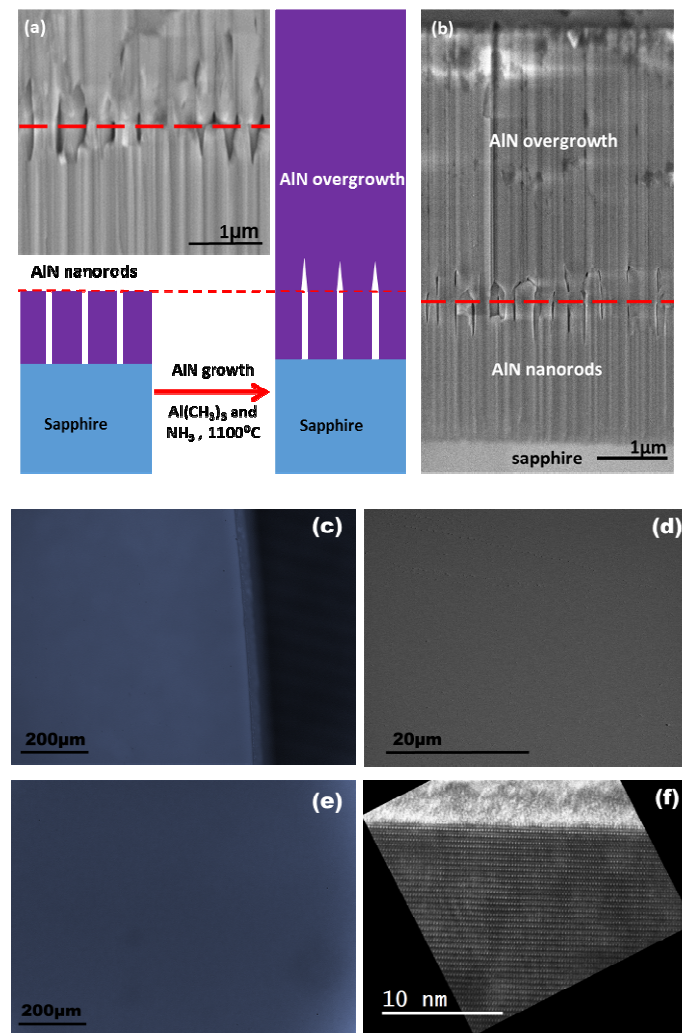 (a)
1μm
AlN nanorods
Sapphire
AlN growth
Al(CH₃)₃ and
NH₃ , 1100⁰C
AlN overgrowth
Sapphire
(b)
AlN overgrowth
AlN nanorods
1μm
sapphire
(c)
200μm
(d)
20μm
(e)
200μm
(f)
10 nm